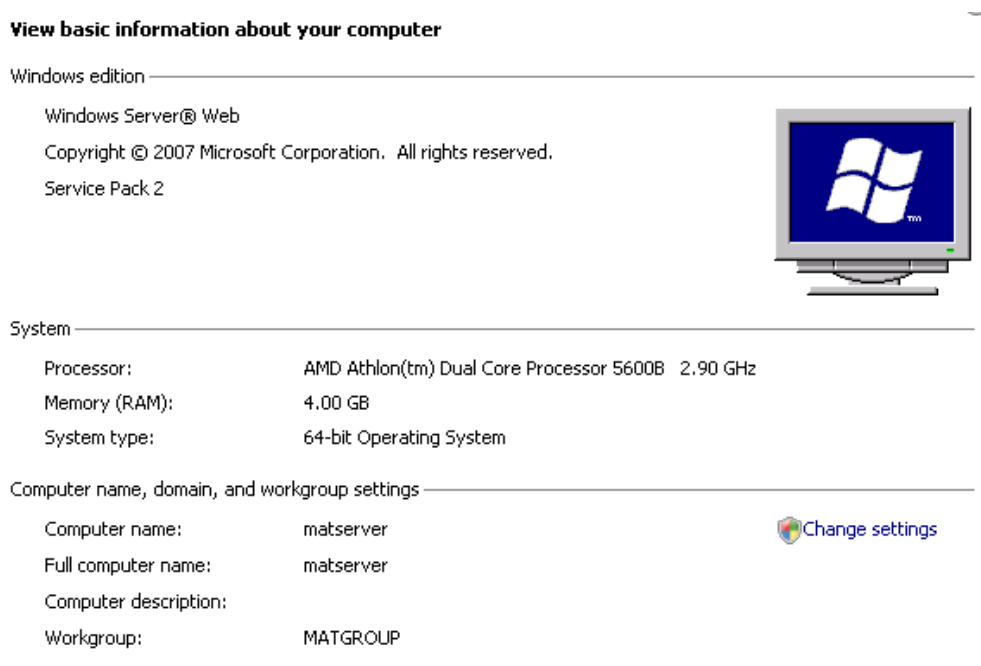 View basic information about your computer
Windows edition
Windows Server® Web
Copyright © 2007 Microsoft Corporation. All rights reserved.
Service Pack 2
TM
System
Processor: AMD Athlon(tm) Dual Core Processor 5600B 2.90 GHz
Memory (RAM): 4.00 GB
System type: 64-bit Operating System
Computer name, domain, and workgroup settings
Computer name: matserver Change settings
Full computer name: matserver
Computer description:
Workgroup: MATGROUP